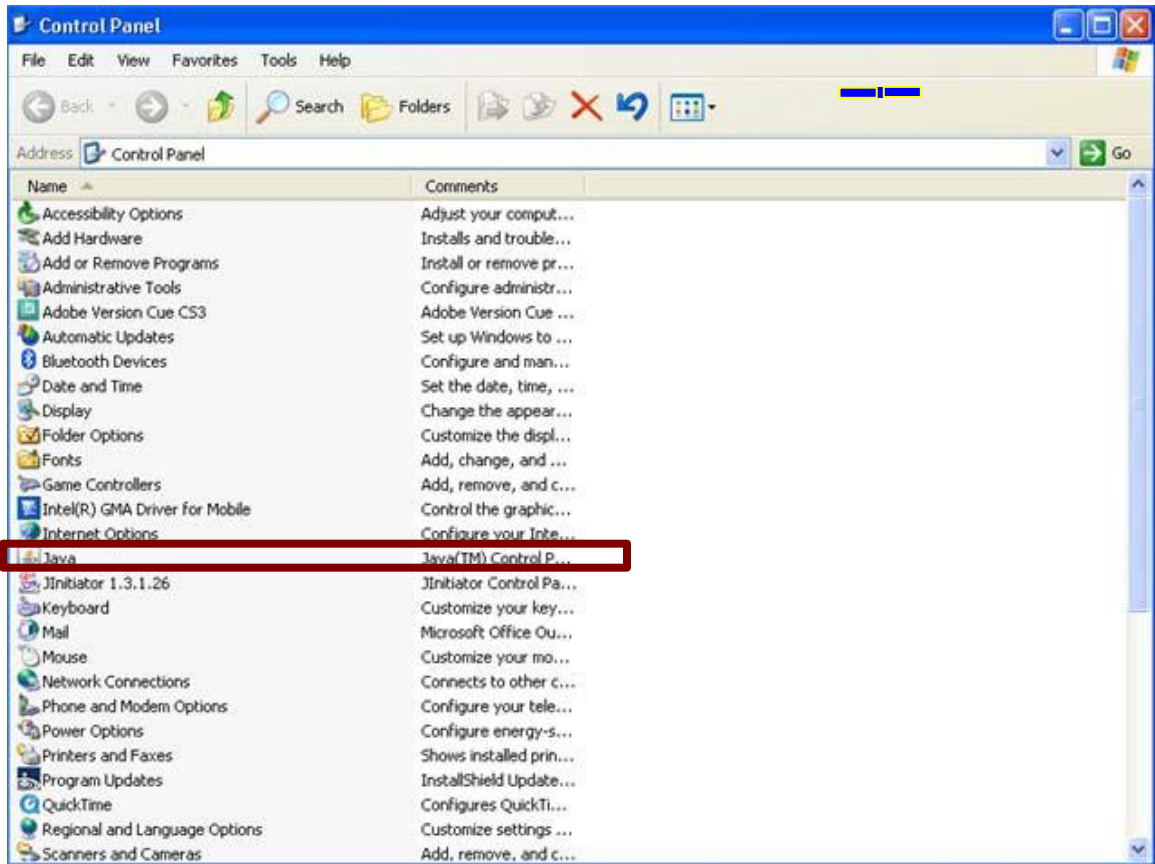 Control Panel
File Edit View Favorites Tools Help
Back Search Folders
Address Control Panel Go
Name Comments
Accessibility Options Adjust your comput...
Add Hardware Installs and trouble...
Add or Remove Programs Install or remove pr...
Administrative Tools Configure administr...
Adobe Version Cue CS3 Adobe Version Cue ...
Automatic Updates Set up Windows to ...
Bluetooth Devices Configure and man...
Date and Time Set the date, time, ...
Display Change the appear...
Folder Options Customize the displ...
Fonts Add, change, and ...
Game Controllers Add, remove, and c...
Intel(R) GMA Driver for Mobile Control the graphic...
Internet Options Configure your Inte...
Java Java(TM) Control P...
JInitiator 1.3.1.26 JInitiator Control Pa...
Keyboard Customize your key...
Mail Microsoft Office Ou...
Mouse Customize your mo...
Network Connections Connects to other c...
Phone and Modem Options Configure your tele...
Power Options Configure energy-s...
Printers and Faxes Shows installed prin...
Program Updates InstallShield Update...
QuickTime Configures QuickTi...
Regional and Language Options Customize settings ...
Scanners and Cameras Add, remove, and c...